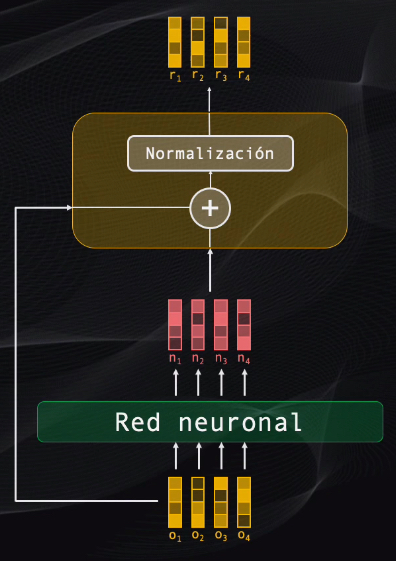 r₁ r₂ r₃ r₄
Normalización
+
n₁ n₂ n₃ n₄
Red neuronal
o₁ o₂ o₃ o₄